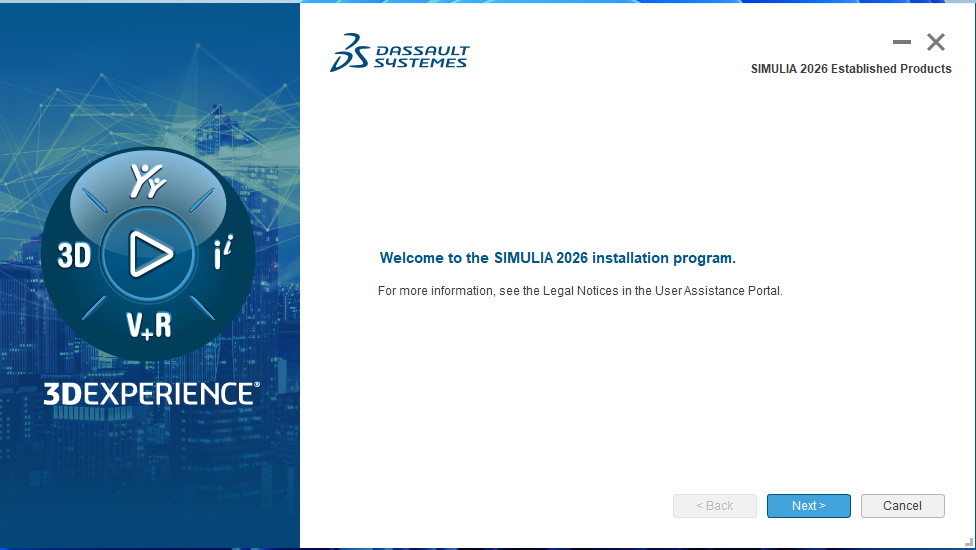 DASSAULT
SYSTEMES
SIMULIA 2026 Established Products
3D
i i
V+R
3DEXPERIENCE®
Welcome to the SIMULIA 2026 installation program.
For more information, see the Legal Notices in the User Assistance Portal.
< Back
Next >
Cancel